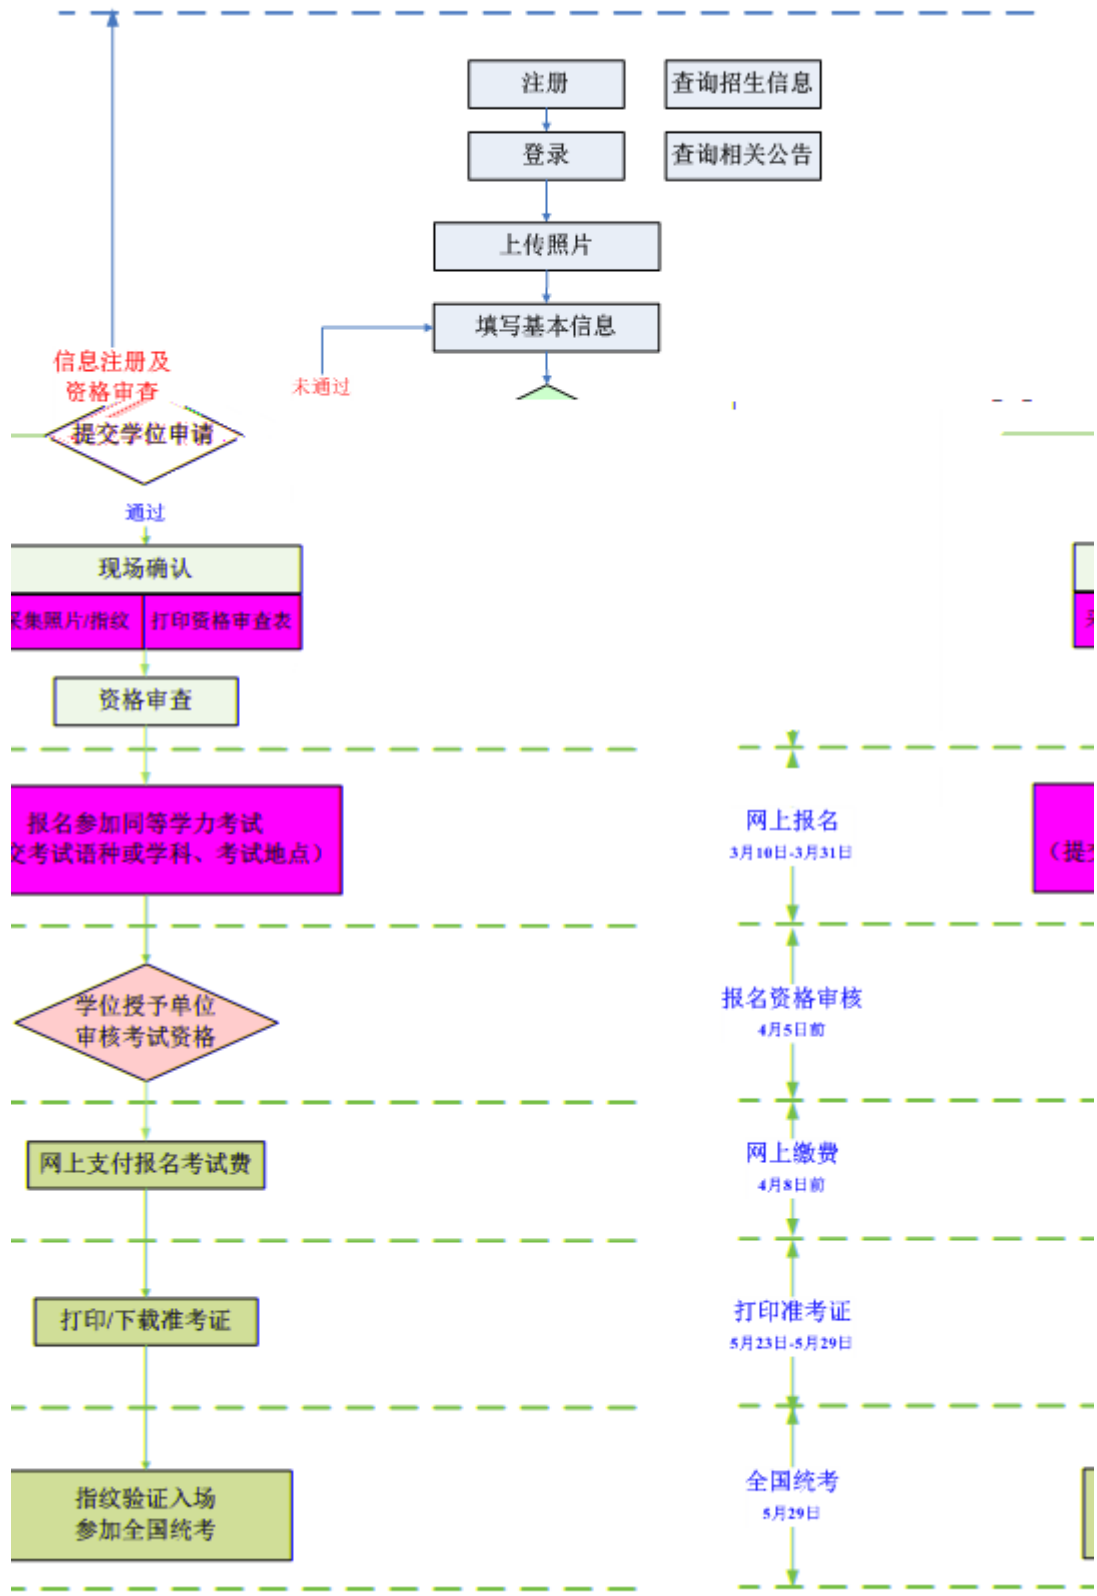 注册
查询招生信息
登录
查询相关公告
上传照片
填写基本信息
未通过
信息注册及
资格审查
提交学位申请
通过
现场确认
采集照片/指纹
打印资格审查表
资格审查
报名参加同等学力考试
交考试语种或学科、考试地点）
网上报名
3月10日-3月31日
（提交
学位授予单位
审核考试资格
报名资格审核
4月5日前
网上支付报名考试费
网上缴费
4月8日前
打印/下载准考证
打印准考证
5月23日-5月29日
指纹验证入场
参加全国统考
全国统考
5月29日